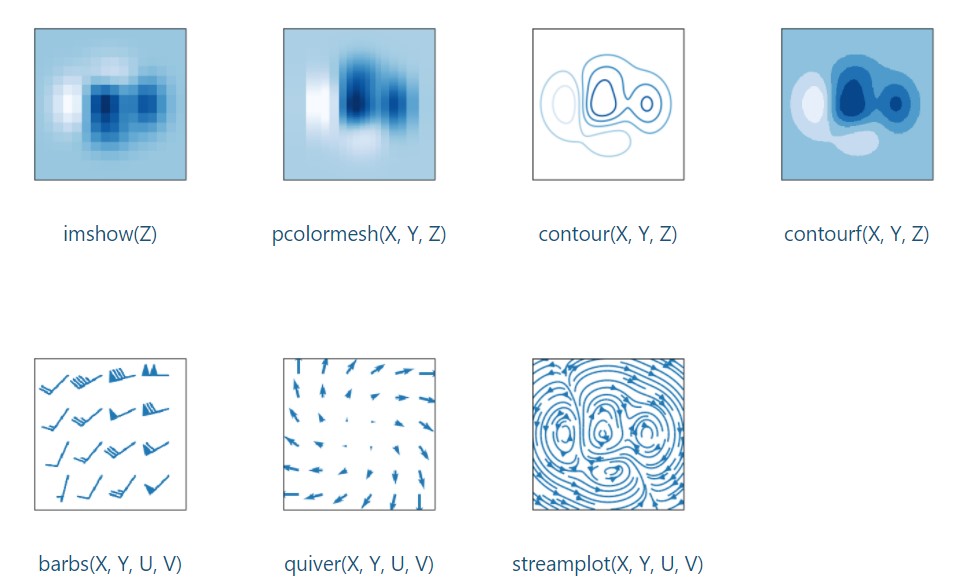 imshow(Z)
pcolormesh(X, Y, Z)
contour(X, Y, Z)
contourf(X, Y, Z)
barbs(X, Y, U, V)
quiver(X, Y, U, V)
streamplot(X, Y, U, V)